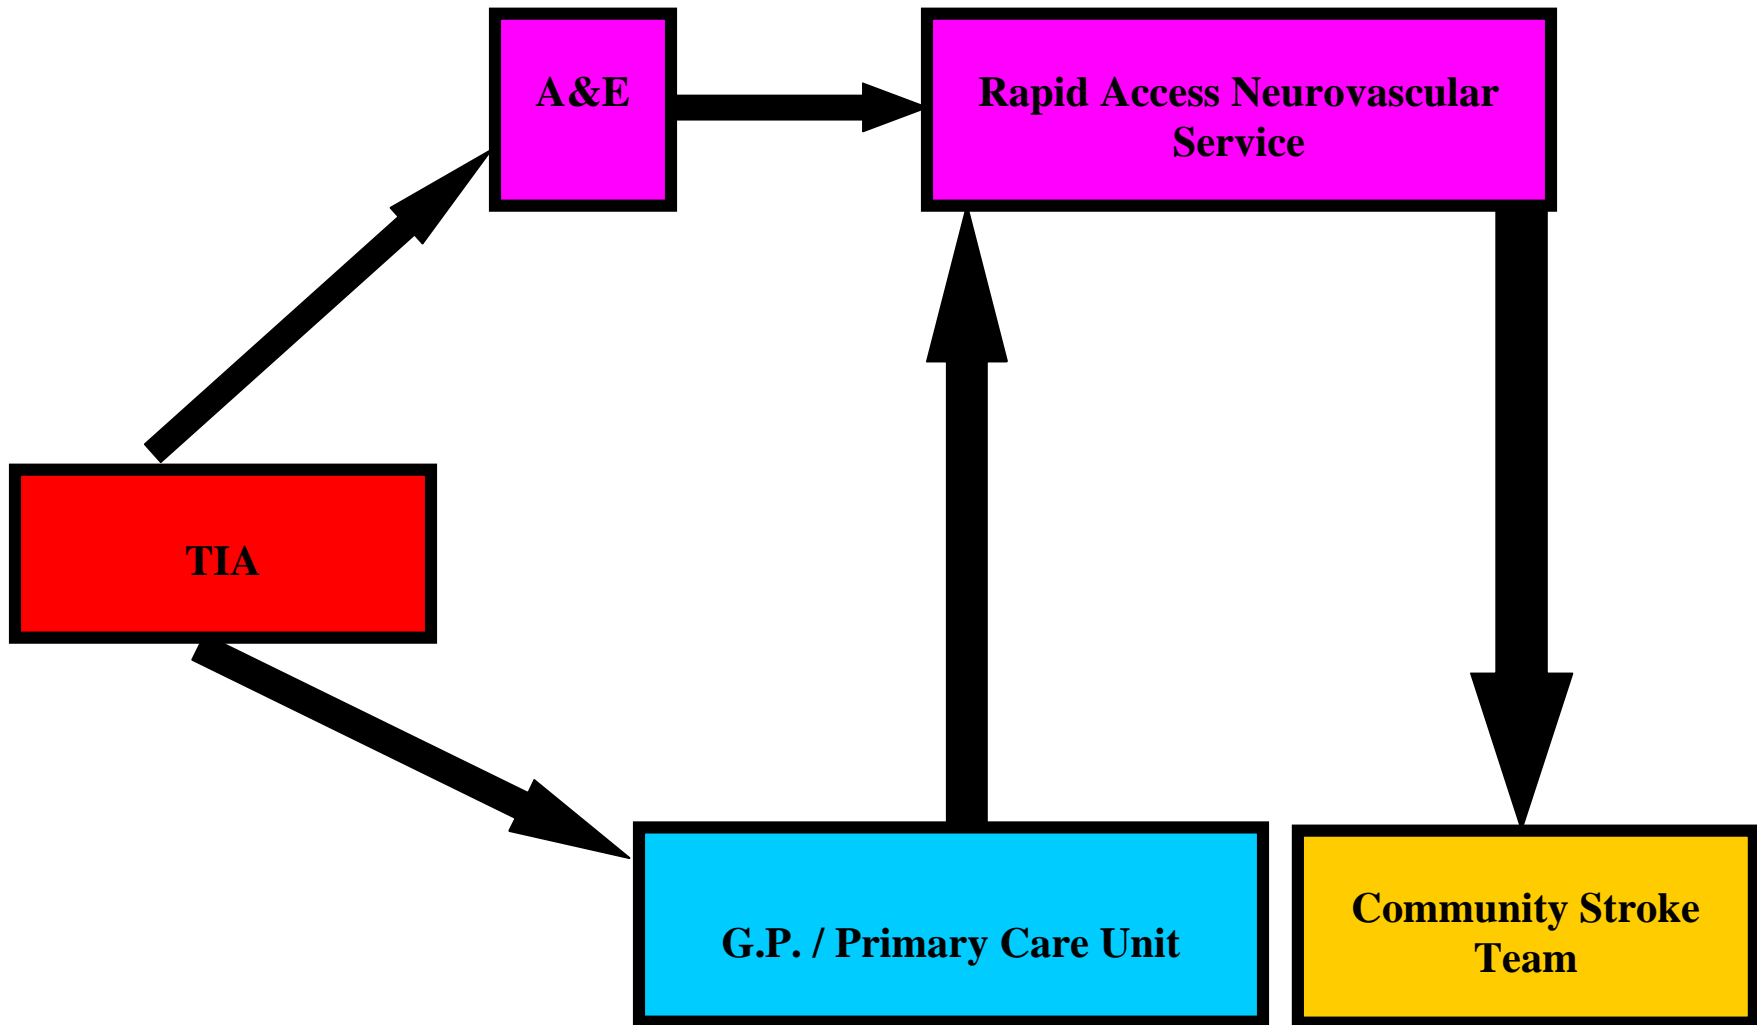 A&E
Rapid Access Neurovascular
Service
TIA
G.P. / Primary Care Unit
Community Stroke
Team